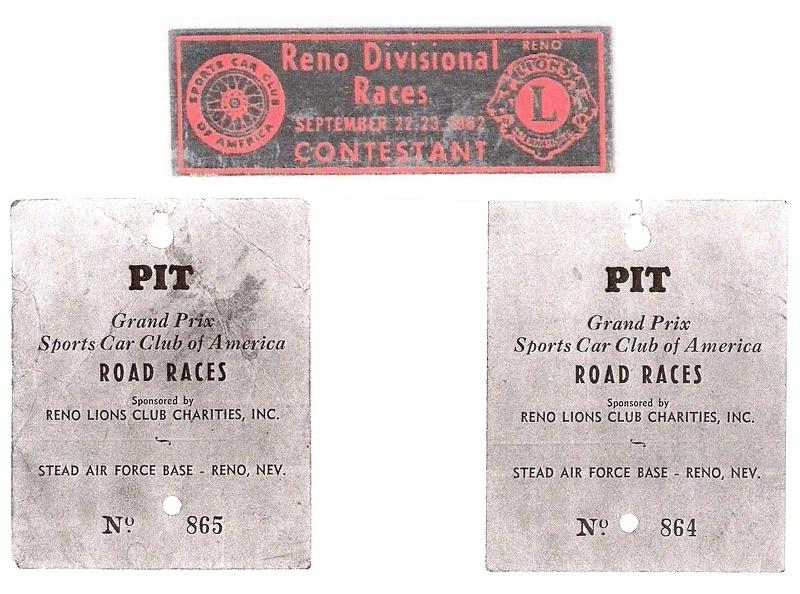 Reno Divisional
Races
SEPTEMBER 22-23 1962
CONTESTANT
SPORTS CAR CLUB
OF AMERICA
RENO
LIONS
INTERNATIONAL
L
PIT
Grand Prix
Sports Car Club of America
ROAD RACES
Sponsored by
RENO LIONS CLUB CHARITIES, INC.
STEAD AIR FORCE BASE - RENO, NEV.
Nº 865
PIT
Grand Prix
Sports Car Club of America
ROAD RACES
Sponsored by
RENO LIONS CLUB CHARITIES, INC.
STEAD AIR FORCE BASE - RENO, NEV.
Nº 864